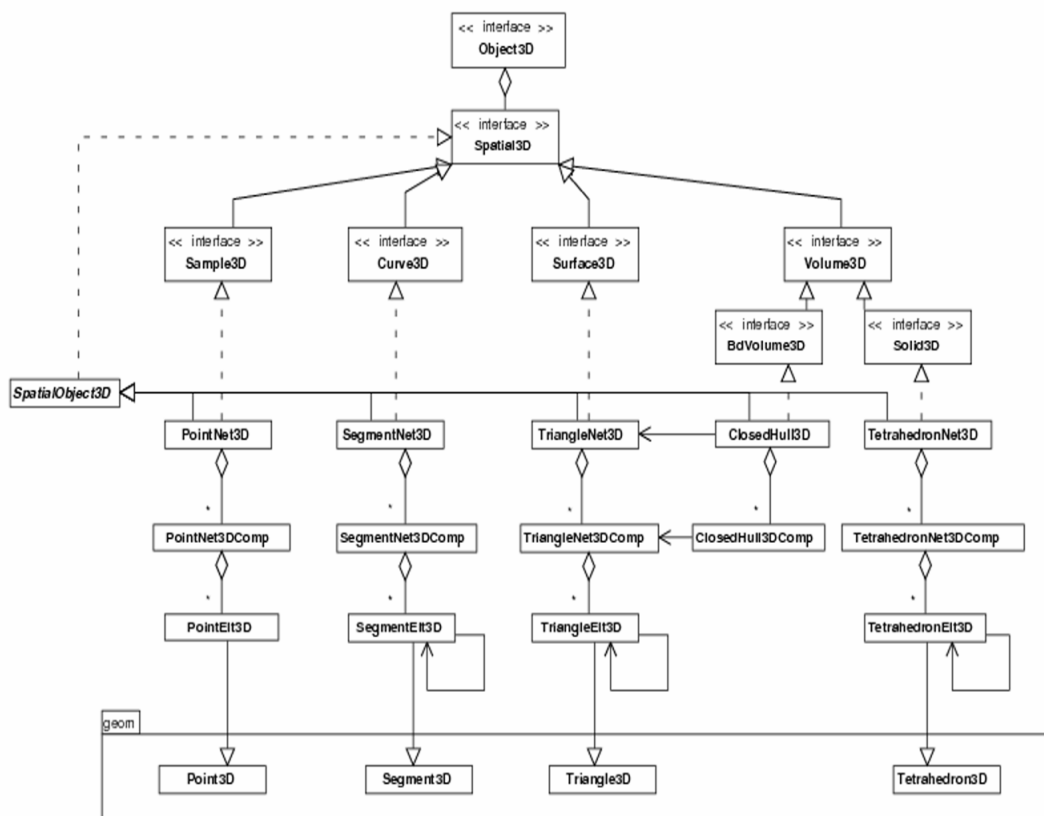 << interface >>
Object3D
<< interface >>
Spatial3D
<< interface >>
Sample3D
<< interface >>
Curve3D
<< interface >>
Surface3D
<< interface >>
Volume3D
<< interface >>
BdVolume3D
<< interface >>
Solid3D
SpatialObject3D
PointNet3D
SegmentNet3D
TriangleNet3D
ClosedHull3D
TetrahedronNet3D
* * * * *
PointNet3DComp
SegmentNet3DComp
TriangleNet3DComp
ClosedHull3DComp
TetrahedronNet3DComp
* * * *
PointElt3D
SegmentElt3D
TriangleElt3D
TetrahedronElt3D
geom
Point3D
Segment3D
Triangle3D
Tetrahedron3D